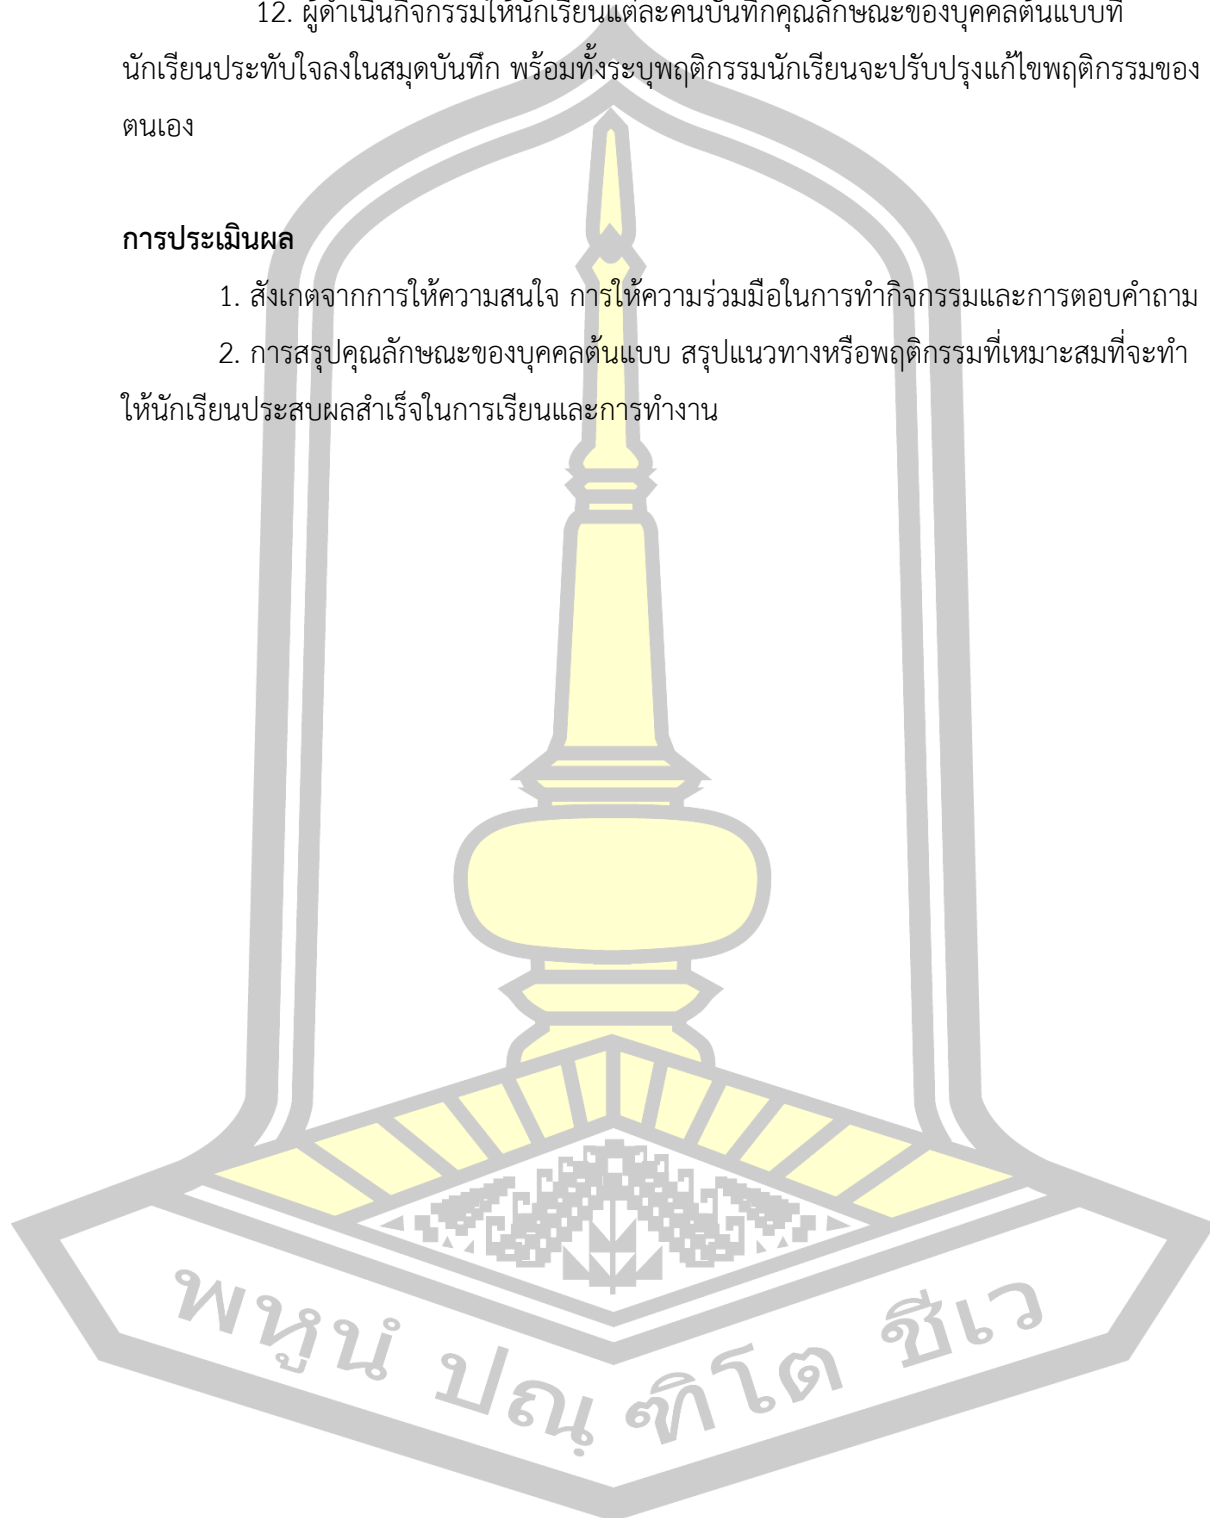 12. ผู้ดำเนินกิจกรรมให้นักเรียนแต่ละคนบันทึกคุณลักษณะของบุคคลต้นแบบที่
นักเรียนประทับใจลงในสมุดบันทึก พร้อมทั้งระบุพฤติกรรมนักเรียนจะปรับปรุงแก้ไขพฤติกรรมของ
ตนเอง
การประเมินผล
1. สังเกตจากการให้ความสนใจ การให้ความร่วมมือในการทำกิจกรรมและการตอบคำถาม
2. การสรุปคุณลักษณะของบุคคลต้นแบบ สรุปแนวทางหรือพฤติกรรมที่เหมาะสมที่จะทำ
ให้นักเรียนประสบผลสำเร็จในการเรียนและการทำงาน
พหูนํ ปณฺฑิโต ชีเว